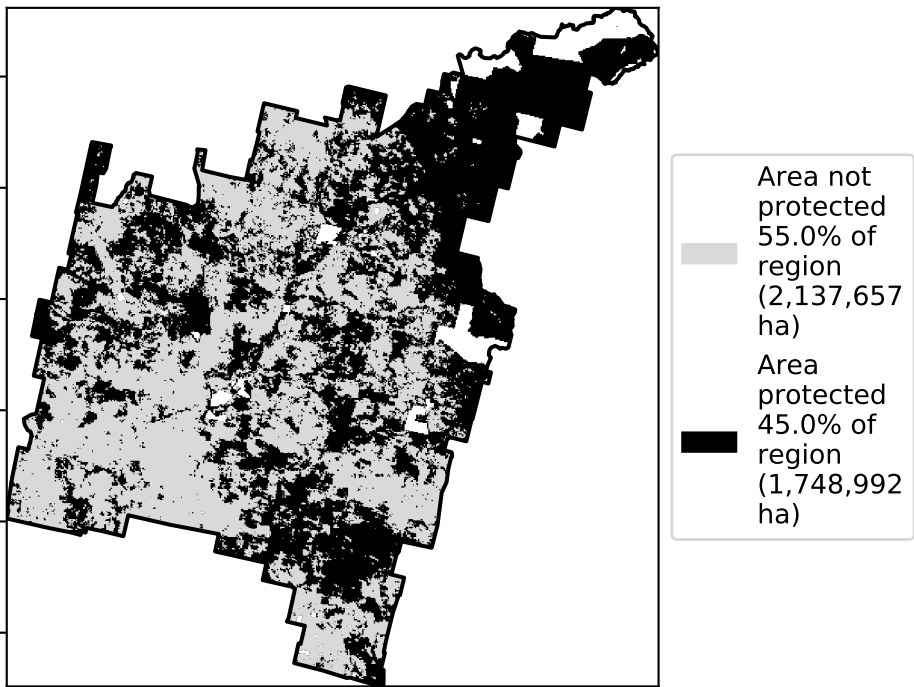 Area not
protected
55.0% of
region
(2,137,657
ha)
Area
protected
45.0% of
region
(1,748,992
ha)